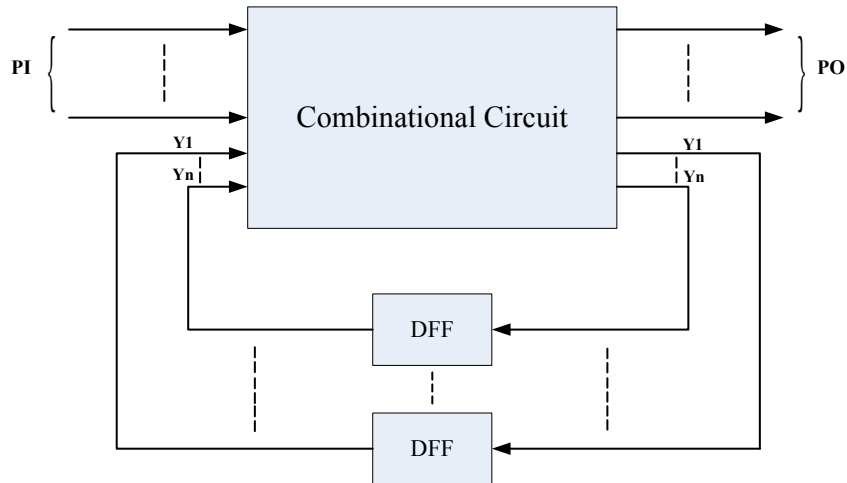 PI
PO
Combinational Circuit
Y1
Y1
Yn
Yn
DFF
DFF